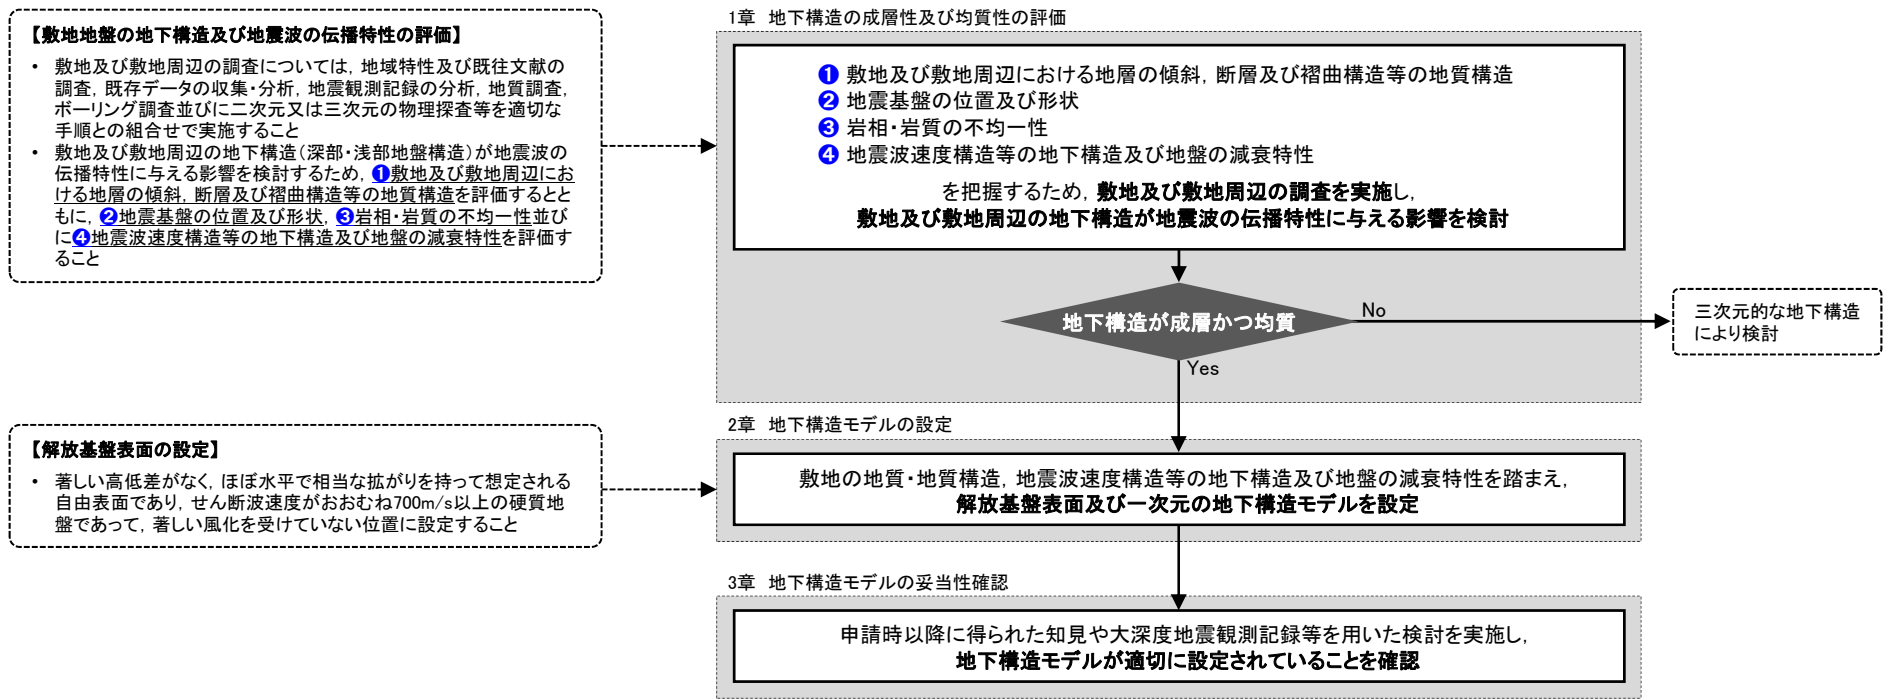 【敷地地盤の地下構造及び地震波の伝播特性の評価】
• 敷地及び敷地周辺の調査については，地域特性及び既往文献の
調査，既存データの収集・分析，地震観測記録の分析，地質調査，
ボーリング調査並びに二次元又は三次元の物理探査等を適切な
手順との組合せで実施すること
• 敷地及び敷地周辺の地下構造（深部・浅部地盤構造）が地震波の
伝播特性に与える影響を検討するため，❶敷地及び敷地周辺にお
ける地層の傾斜，断層及び褶曲構造等の地質構造を評価するとと
もに，❷地震基盤の位置及び形状，❸岩相・岩質の不均一性並び
に❹地震波速度構造等の地下構造及び地盤の減衰特性を評価す
ること
1章 地下構造の成層性及び均質性の評価
❶ 敷地及び敷地周辺における地層の傾斜，断層及び褶曲構造等の地質構造
❷ 地震基盤の位置及び形状
❸ 岩相・岩質の不均一性
❹ 地震波速度構造等の地下構造及び地盤の減衰特性
を把握するため，敷地及び敷地周辺の調査を実施し，
敷地及び敷地周辺の地下構造が地震波の伝播特性に与える影響を検討
地下構造が成層かつ均質
No
三次元的な地下構造
により検討
Yes
【解放基盤表面の設定】
• 著しい高低差がなく，ほぼ水平で相当な拡がりを持って想定される
自由表面であり，せん断波速度がおおむね700m/s以上の硬質地
盤であって，著しい風化を受けていない位置に設定すること
2章 地下構造モデルの設定
敷地の地質・地質構造，地震波速度構造等の地下構造及び地盤の減衰特性を踏まえ，
解放基盤表面及び一次元の地下構造モデルを設定
3章 地下構造モデルの妥当性確認
申請時以降に得られた知見や大深度地震観測記録等を用いた検討を実施し，
地下構造モデルが適切に設定されていることを確認